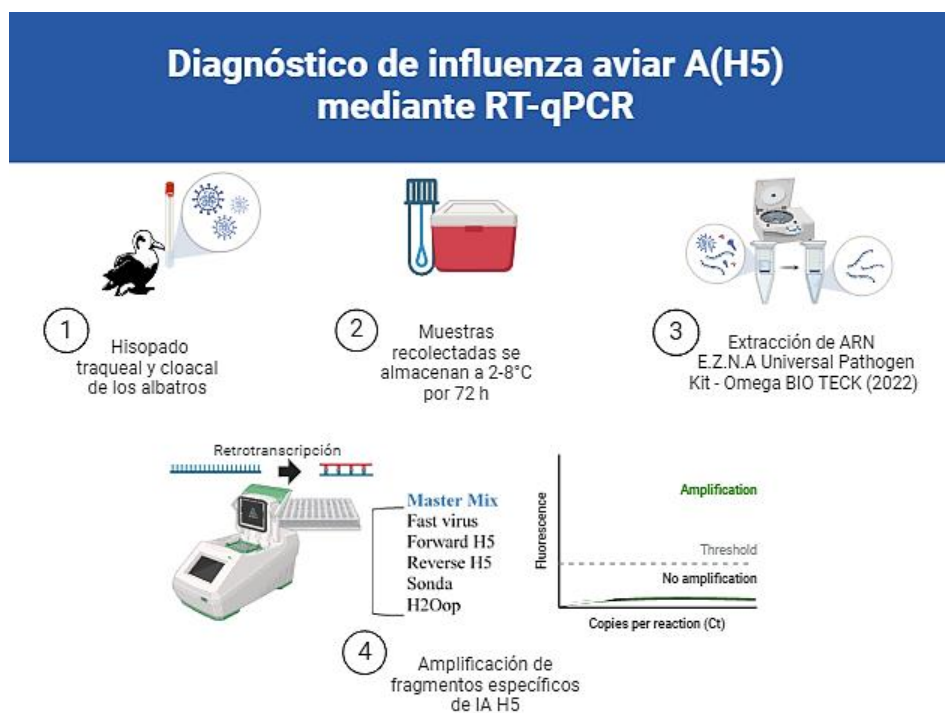 Diagnóstico de influenza aviar A(H5)
mediante RT-qPCR
1
Hisopado
traqueal y cloacal
de los albatros
2
Muestras
recolectadas se
almacenan a 2-8°C
por 72 h
3
Extracción de ARN
E.Z.N.A Universal Pathogen
Kit - Omega BIO TECK (2022)
Retrotranscripción
Master Mix
Fast virus
Forward H5
Reverse H5
Sonda
H2Oop
Fluorescence
Amplification
Threshold
No amplification
Copies per reaction (Ct)
4
Amplificación de
fragmentos específicos
de IA H5